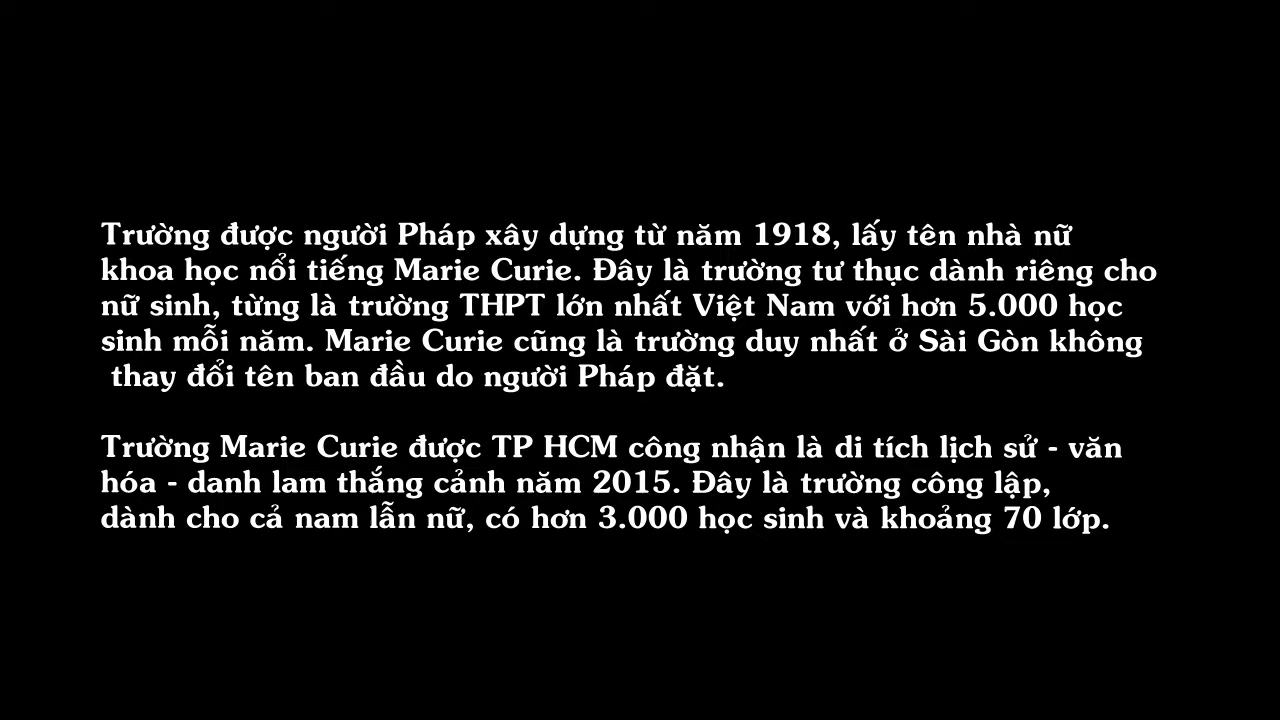 Trường được người Pháp xây dựng từ năm 1918, lấy tên nhà nữ
khoa học nổi tiếng Marie Curie. Đây là trường tư thục dành riêng cho
nữ sinh, từng là trường THPT lớn nhất Việt Nam với hơn 5.000 học
sinh mỗi năm. Marie Curie cũng là trường duy nhất ở Sài Gòn không
thay đổi tên ban đầu do người Pháp đặt.
Trường Marie Curie được TP HCM công nhận là di tích lịch sử - văn
hóa - danh lam thắng cảnh năm 2015. Đây là trường công lập,
dành cho cả nam lẫn nữ, có hơn 3.000 học sinh và khoảng 70 lớp.